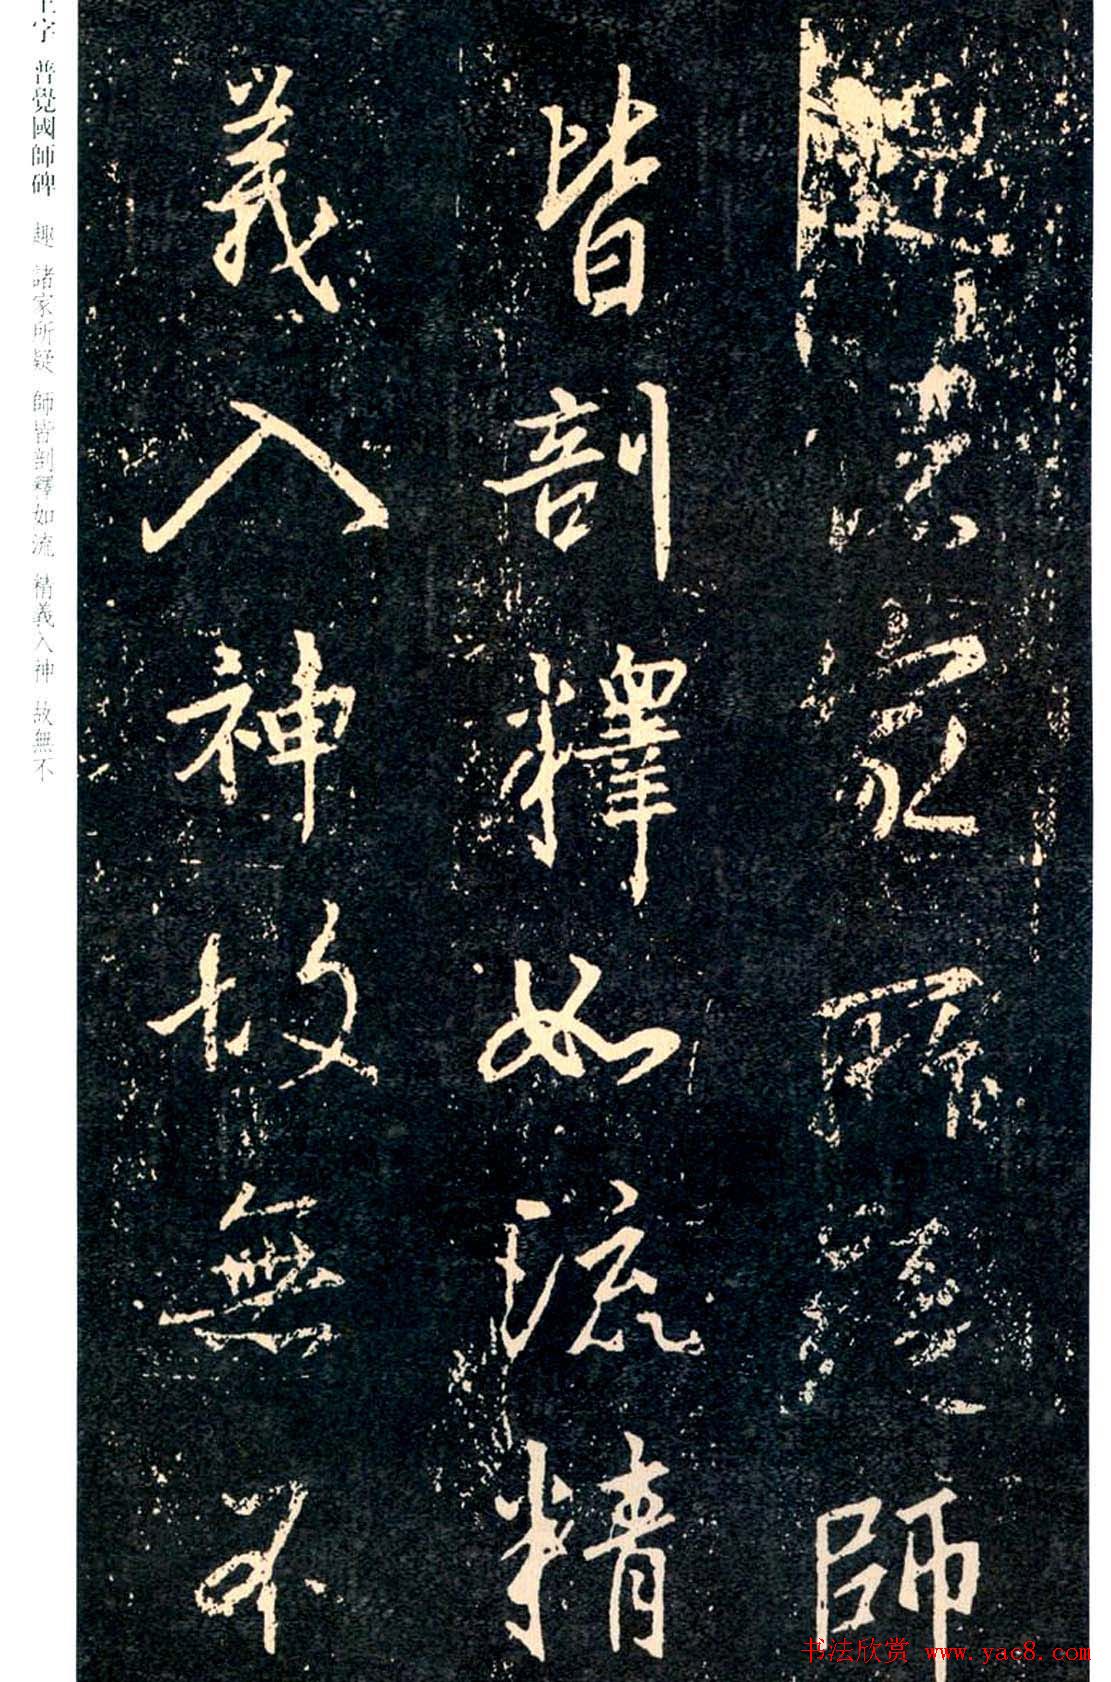 趣諸家所疑師
皆剖釋如流精
義入神故無不
王字 普覺國師碑 趣 諸家所疑 師皆剖釋如流 精義入神 故無不
书法欣赏 www.yac8.com